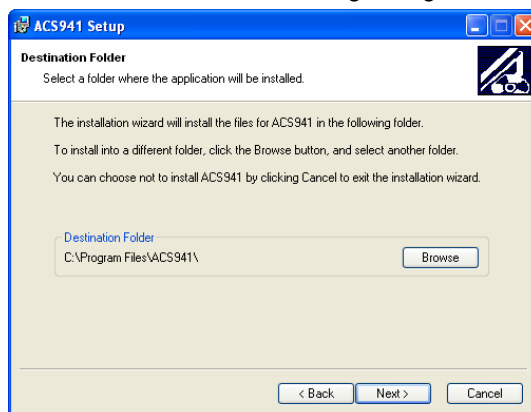 ACS941 Setup
Destination Folder
Select a folder where the application will be installed.
The installation wizard will install the files for ACS941 in the following folder.
To install into a different folder, click the Browse button, and select another folder.
You can choose not to install ACS941 by clicking Cancel to exit the installation wizard.
Destination Folder
C:\Program Files\ACS941\
Browse
< Back
Next >
Cancel